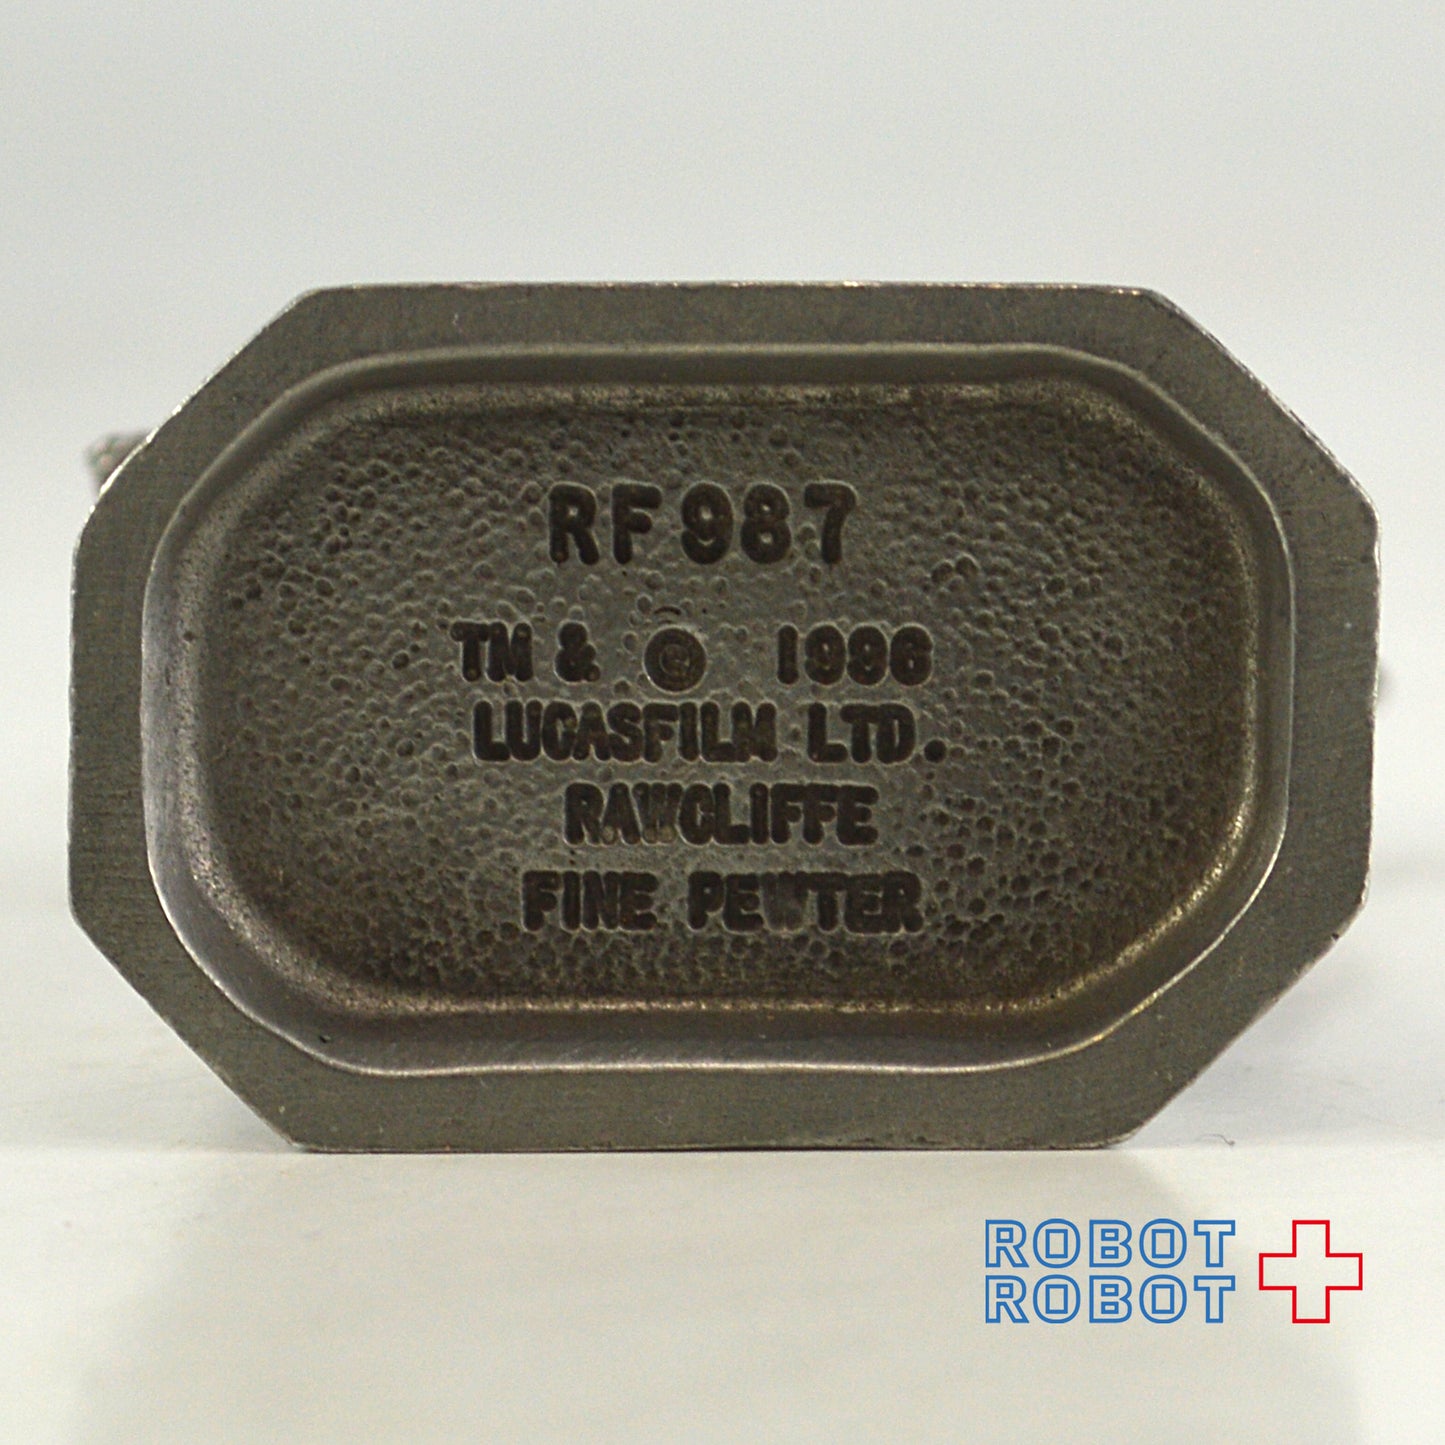 RF987
TM & © 1996
LUCASFILM LTD.
RAWCLIFFE
FINE PEWTER
ROBOT
ROBOT